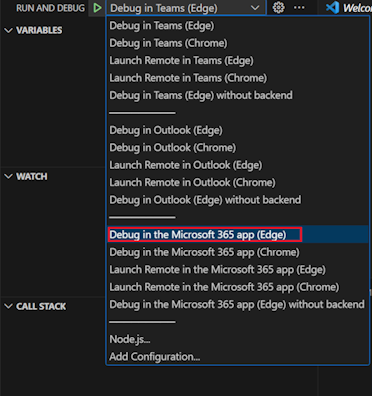 RUN AND DEBUG Debug in Teams (Edge) Welco
VARIABLES
Debug in Teams (Edge)
Debug in Teams (Chrome)
Launch Remote in Teams (Edge)
Launch Remote in Teams (Chrome)
Debug in Teams (Edge) without backend
Debug in Outlook (Edge)
Debug in Outlook (Chrome)
Launch Remote in Outlook (Edge)
WATCH
Launch Remote in Outlook (Chrome)
Debug in Outlook (Edge) without backend
Debug in the Microsoft 365 app (Edge)
Debug in the Microsoft 365 app (Chrome)
Launch Remote in the Microsoft 365 app (Edge)
Launch Remote in the Microsoft 365 app (Chrome)
CALL STACK
Debug in the Microsoft 365 app (Edge) without backend
Node.js...
Add Configuration...